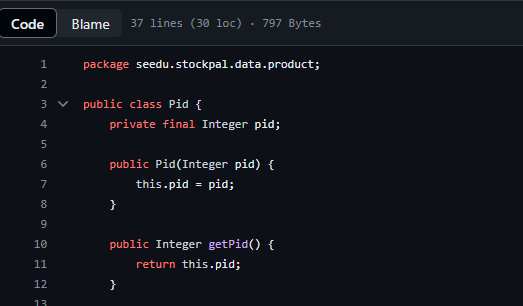 Code Blame 37 lines (30 loc) · 797 Bytes
1 package seedu.stockpal.data.product;
2
3 public class Pid {
4 private final Integer pid;
5
6 public Pid(Integer pid) {
7 this.pid = pid;
8 }
9
10 public Integer getPid() {
11 return this.pid;
12 }
13